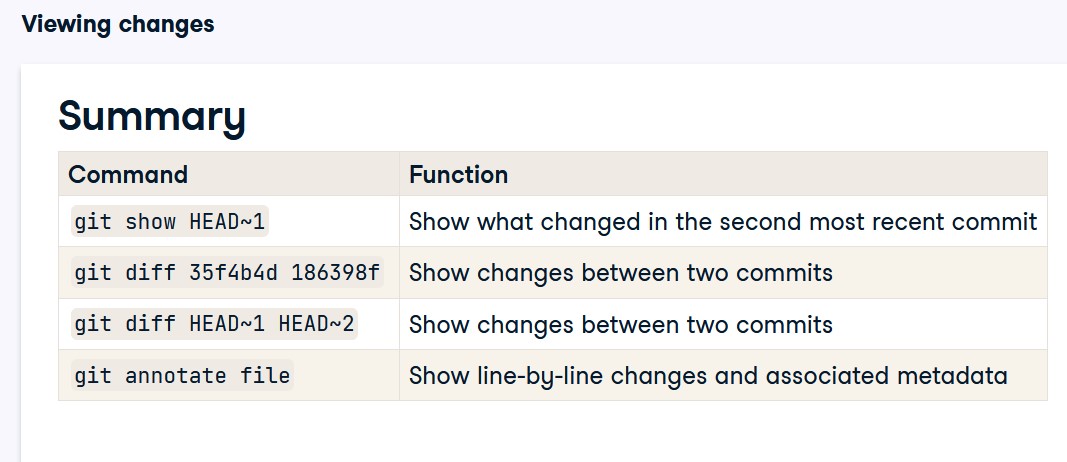 Viewing changes
Summary
Command Function
git show HEAD~1 Show what changed in the second most recent commit
git diff 35f4b4d 186398f Show changes between two commits
git diff HEAD~1 HEAD~2 Show changes between two commits
git annotate file Show line-by-line changes and associated metadata